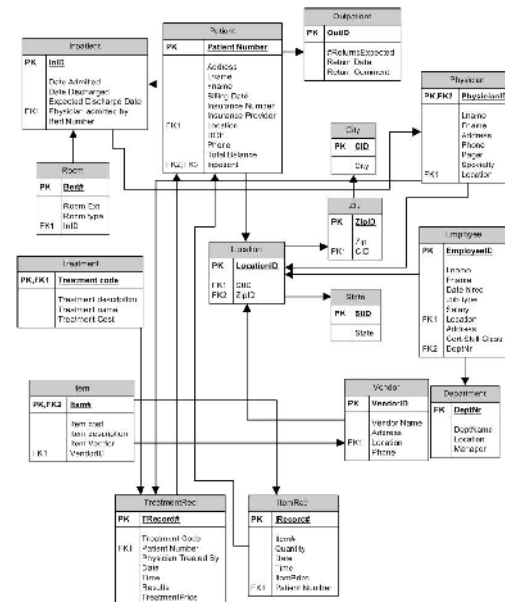 Inpatient
PK InID
Date Admitted
Date Discharged
Expected Discharge Date
FK1 Physician admitted by
Bed Number
Patient
PK Patient Number
Address
Lname
Fname
Billing Date
Insurance Number
Insurance Provider
FK1 Location
Phone
Total Balance
Inpatient
Outpatient
PK OutID
#ReturnsExpected
Return Date
Return Comment
Physician
PK,FK2 PhysicianID
Lname
Fname
Address
Phone
Pager
Specialty
FK1 Location
City
PK CID
City
Room
PK Bed#
Room Ext
Room type
FK1 InID
Zip
PK ZipID
Zip
FK1 CID
Location
PK LocationID
FK1 StID
FK2 ZipID
Employee
PK EmployeeID
Lname
Fname
Date hired
Job type
Salary
FK1 Location
Address
FK2 DeptNr
Treatment
PK,FK1 Treatment code
Treatment description
Treatment name
Treatment Cost
State
PK StID
State
Item
PK,FK2 Item#
Item cost
Item description
Item Vendor
FK1 VendorID
Vendor
PK VendorID
Vendor Name
Address
FK1 Location
Phone
Department
PK DeptNr
DeptName
Location
Manager
TreatmentRec
PK TRecord#
Treatment Code
FK1 Patient Number
Physician Treated By
Date
Time
Results
TreatmentPrice
ItemRec
PK IRecord#
Item#
Quantity
Date
Time
ItemPrice
FK1 Patient Number